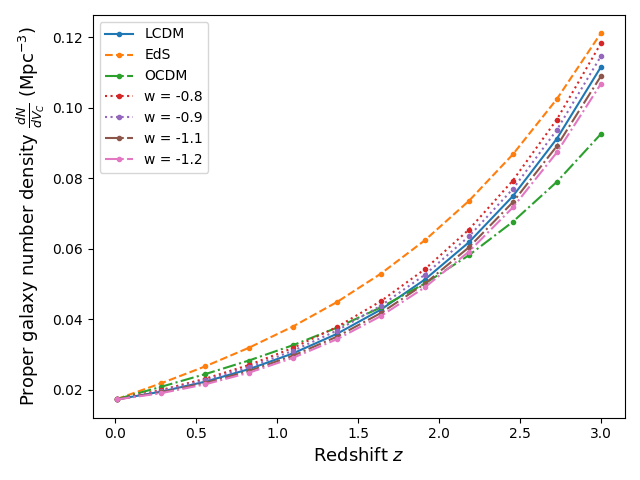 LCDM
EdS
OCDM
w = -0.8
w = -0.9
w = -1.1
w = -1.2
Proper galaxy number density $\frac{dN}{dV_C}$ (Mpc$^{-3}$)
0.12
0.10
0.08
0.06
0.04
0.02
0.0 0.5 1.0 1.5 2.0 2.5 3.0
Redshift z